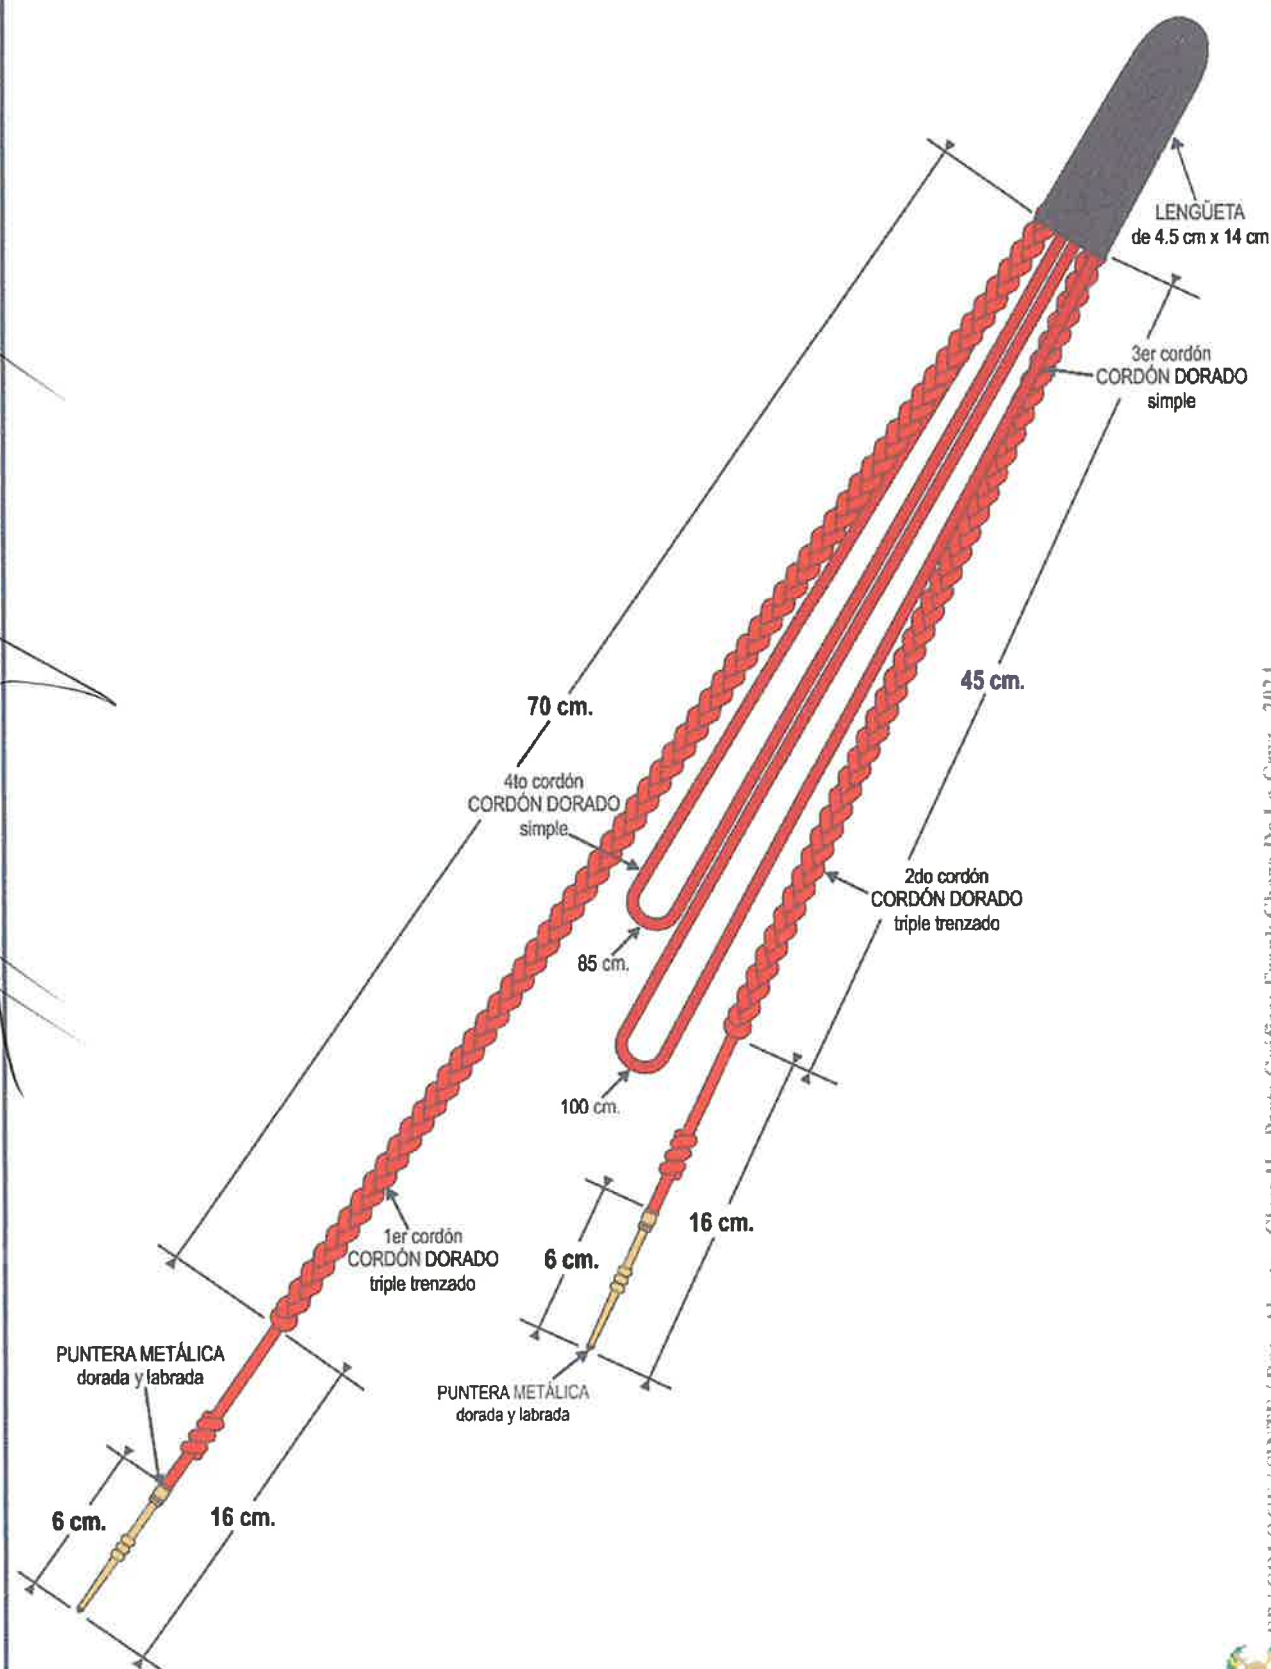 LENGÜETA
de 4.5 cm x 14 cm
3er cordón
CORDÓN DORADO
simple
45 cm.
70 cm.
4to cordón
CORDÓN DORADO
simple
2do cordón
CORDÓN DORADO
triple trenzado
85 cm.
100 cm.
1er cordón
CORDÓN DORADO
triple trenzado
16 cm.
6 cm.
PUNTERA METÁLICA
dorada y labrada
PUNTERA METÁLICA
dorada y labrada
6 cm.
16 cm.